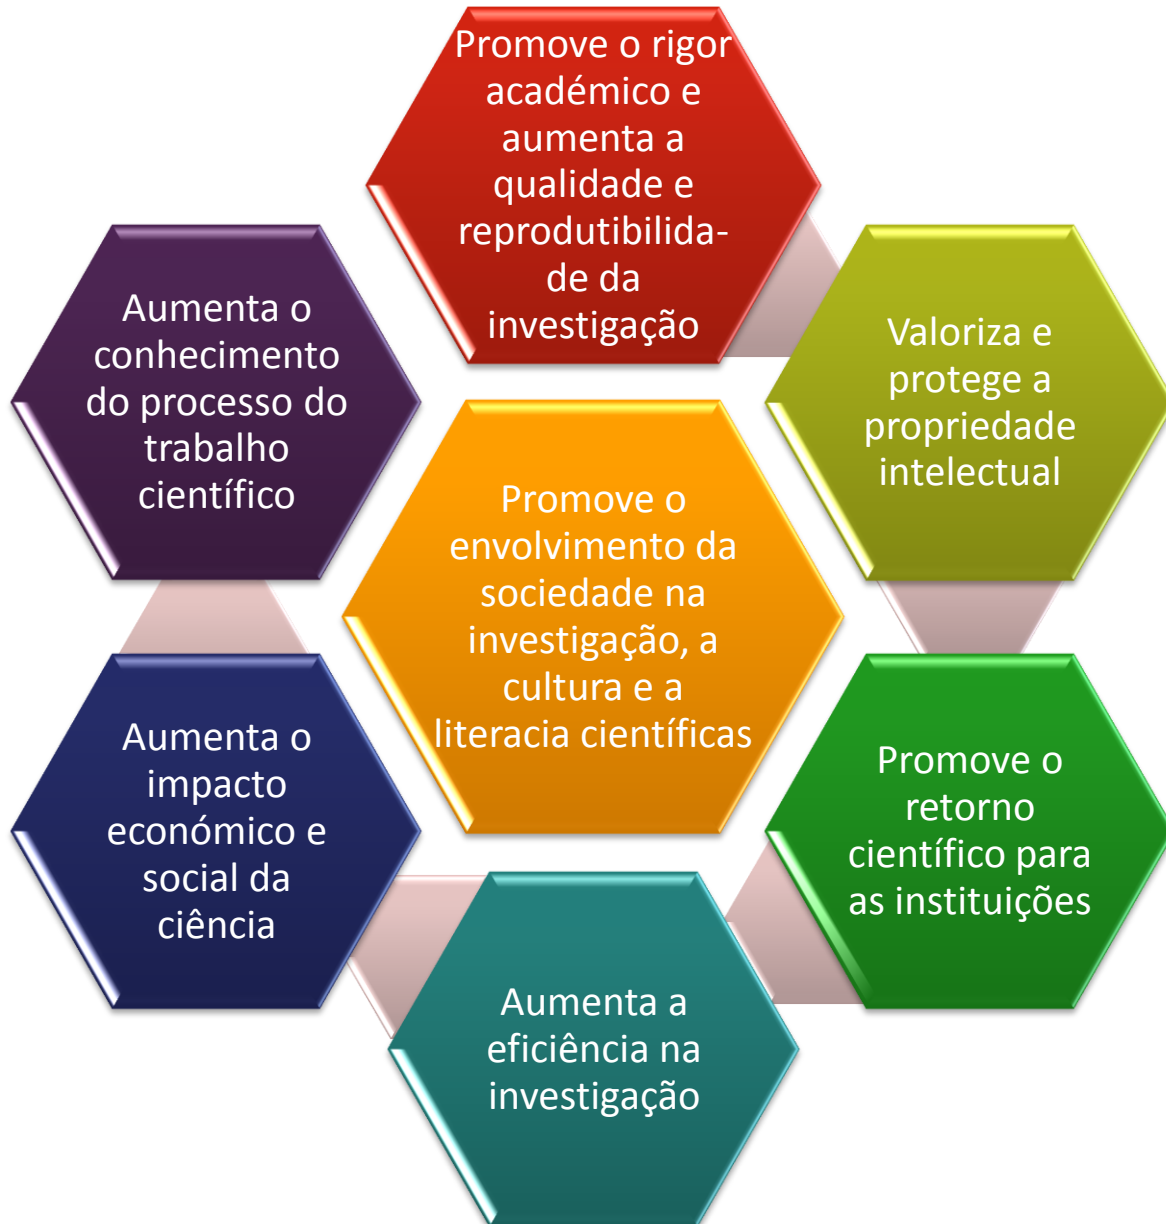 Promove o rigor
académico e
aumenta a
qualidade e
reprodutibilida-
de da
investigação
Aumenta o
conhecimento
do processo do
trabalho
científico
Valoriza e
protege a
propriedade
intelectual
Promove o
envolvimento da
sociedade na
investigação, a
cultura e a
literacia científicas
Aumenta o
impacto
económico e
social da
ciência
Promove o
retorno
científico para
as instituições
Aumenta a
eficiência na
investigação